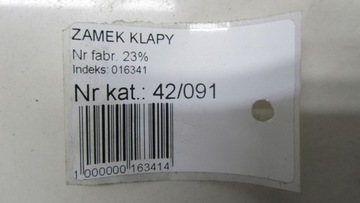 ZAMEK KLAPY
Nr fabr. 23%
Indeks: 016341
Nr kat.: 42/091
1 000000 163414